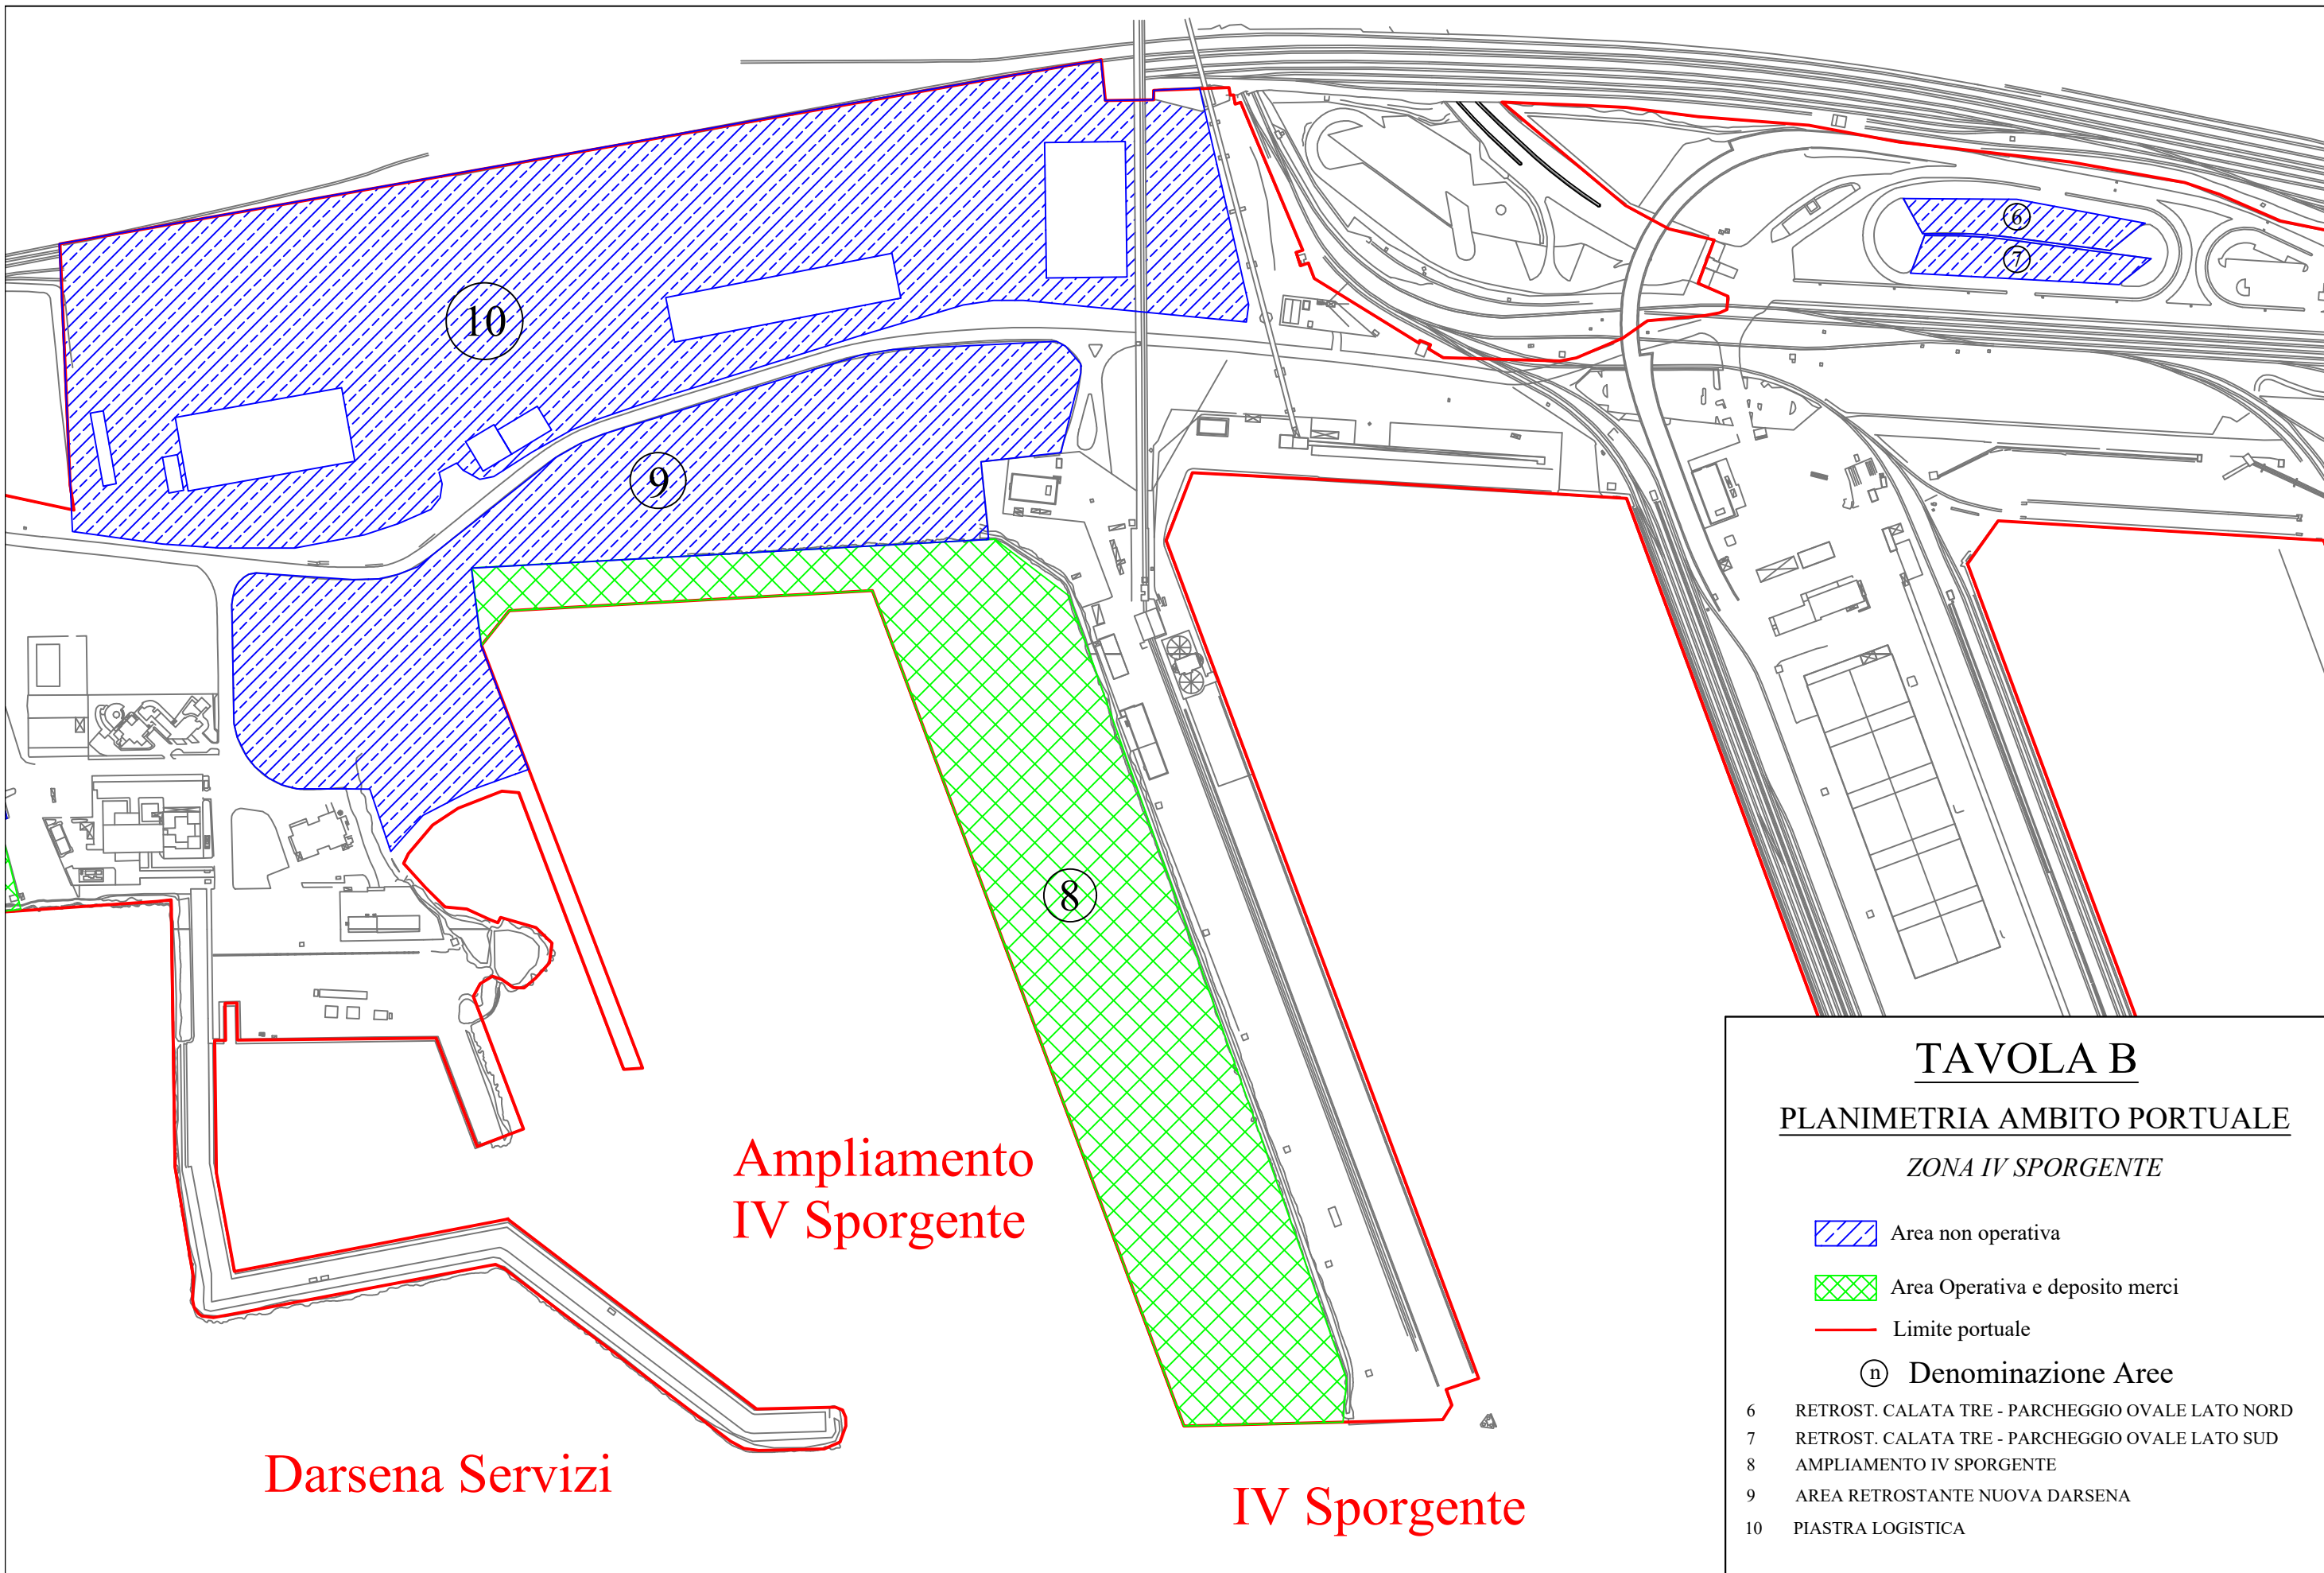 6
7
10
9
8
Ampliamento
IV Sporgente
Darsena Servizi
IV Sporgente
TAVOLA B
PLANIMETRIA AMBITO PORTUALE
ZONA IV SPORGENTE
Area non operativa
Area Operativa e deposito merci
Limite portuale
n Denominazione Aree
6 RETROST. CALATA TRE - PARCHEGGIO OVALE LATO NORD
7 RETROST. CALATA TRE - PARCHEGGIO OVALE LATO SUD
8 AMPLIAMENTO IV SPORGENTE
9 AREA RETROSTANTE NUOVA DARSENA
10 PIASTRA LOGISTICA